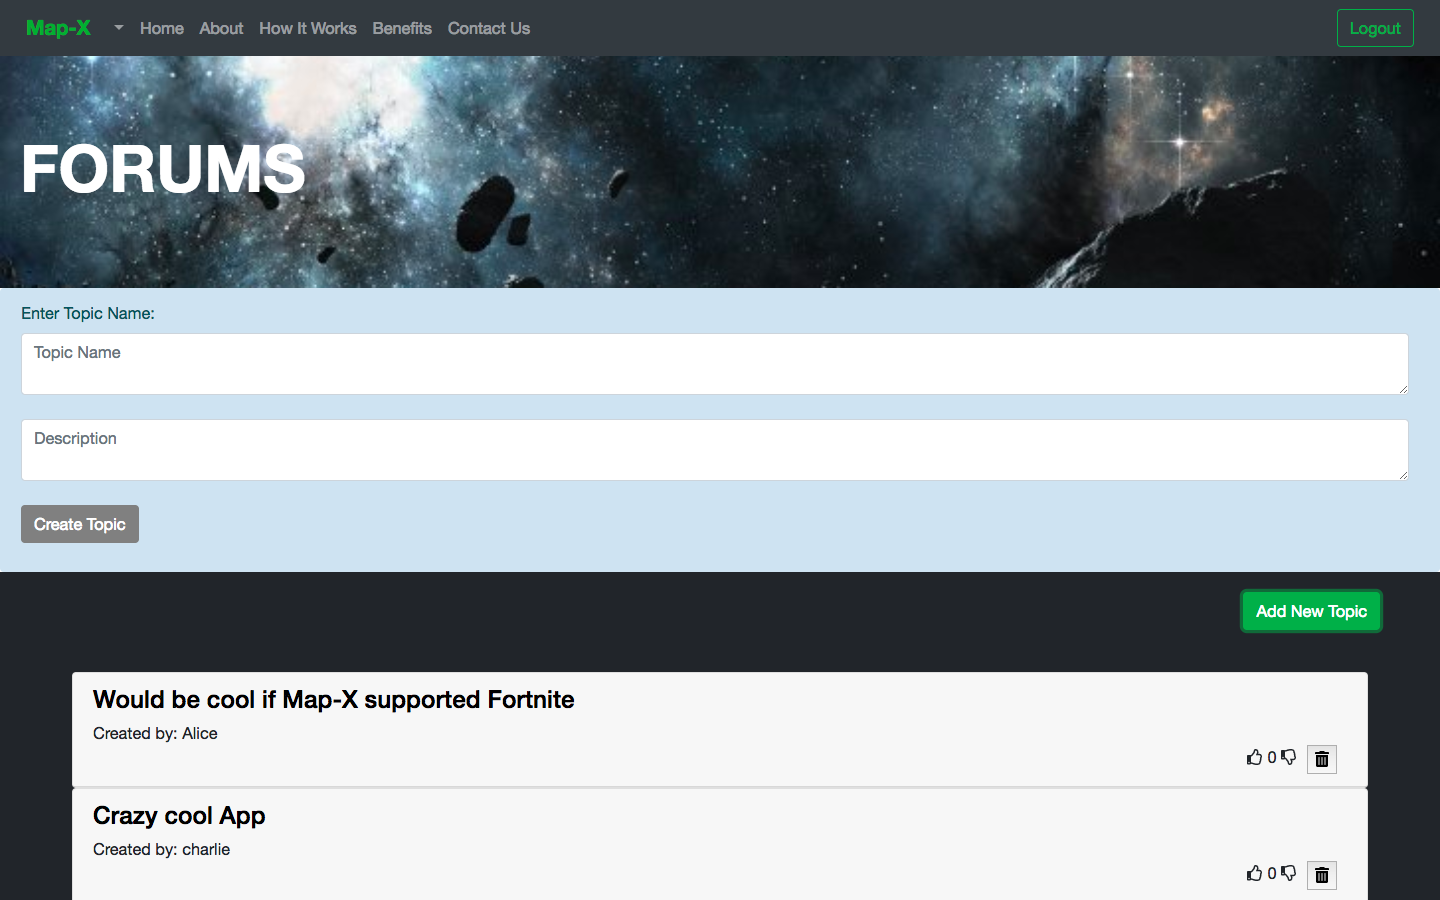 Map-X Home About How It Works Benefits Contact Us Logout
FORUMS
Enter Topic Name:
Topic Name
Description
Create Topic
Add New Topic
Would be cool if Map-X supported Fortnite
Created by: Alice
0
Crazy cool App
Created by: charlie
0